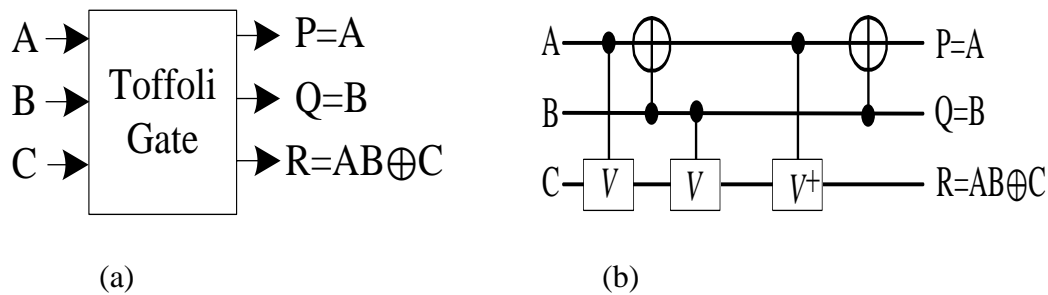 A
B
C
Toffoli
Gate
P=A
Q=B
R=AB⊕C
A
B
C
V
V
V+
P=A
Q=B
R=AB⊕C
(a)
(b)